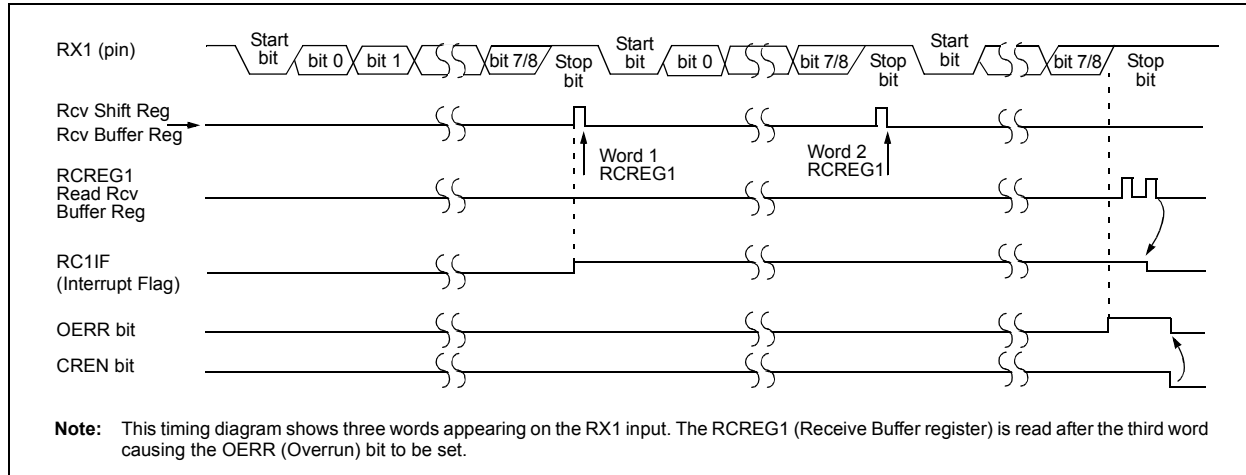 RX1 (pin)
Start bit
bit 0
bit 1
bit 7/8
Stop bit
Start bit
bit 0
bit 7/8
Stop bit
Start bit
bit 7/8
Stop bit
Rcv Shift Reg
Rcv Buffer Reg
Word 1
RCREG1
Word 2
RCREG1
RCREG1
Read Rcv
Buffer Reg
RC1IF
(Interrupt Flag)
OERR bit
CREN bit
Note: This timing diagram shows three words appearing on the RX1 input. The RCREG1 (Receive Buffer register) is read after the third word
causing the OERR (Overrun) bit to be set.